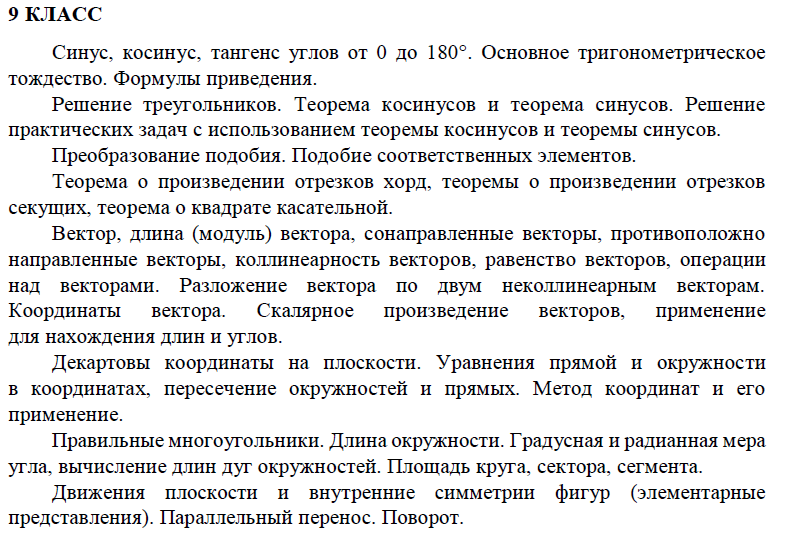 9 КЛАСС
Синус, косинус, тангенс углов от 0 до 180°. Основное тригонометрическое
тождество. Формулы приведения.
Решение треугольников. Теорема косинусов и теорема синусов. Решение
практических задач с использованием теоремы косинусов и теоремы синусов.
Преобразование подобия. Подобие соответственных элементов.
Теорема о произведении отрезков хорд, теоремы о произведении отрезков
секущих, теорема о квадрате касательной.
Вектор, длина (модуль) вектора, сонаправленные векторы, противоположно
направленные векторы, коллинеарность векторов, равенство векторов, операции
над векторами. Разложение вектора по двум неколлинеарным векторам.
Координаты вектора. Скалярное произведение векторов, применение
для нахождения длин и углов.
Декартовы координаты на плоскости. Уравнения прямой и окружности
в координатах, пересечение окружностей и прямых. Метод координат и его
применение.
Правильные многоугольники. Длина окружности. Градусная и радианная мера
угла, вычисление длин дуг окружностей. Площадь круга, сектора, сегмента.
Движения плоскости и внутренние симметрии фигур (элементарные
представления). Параллельный перенос. Поворот.